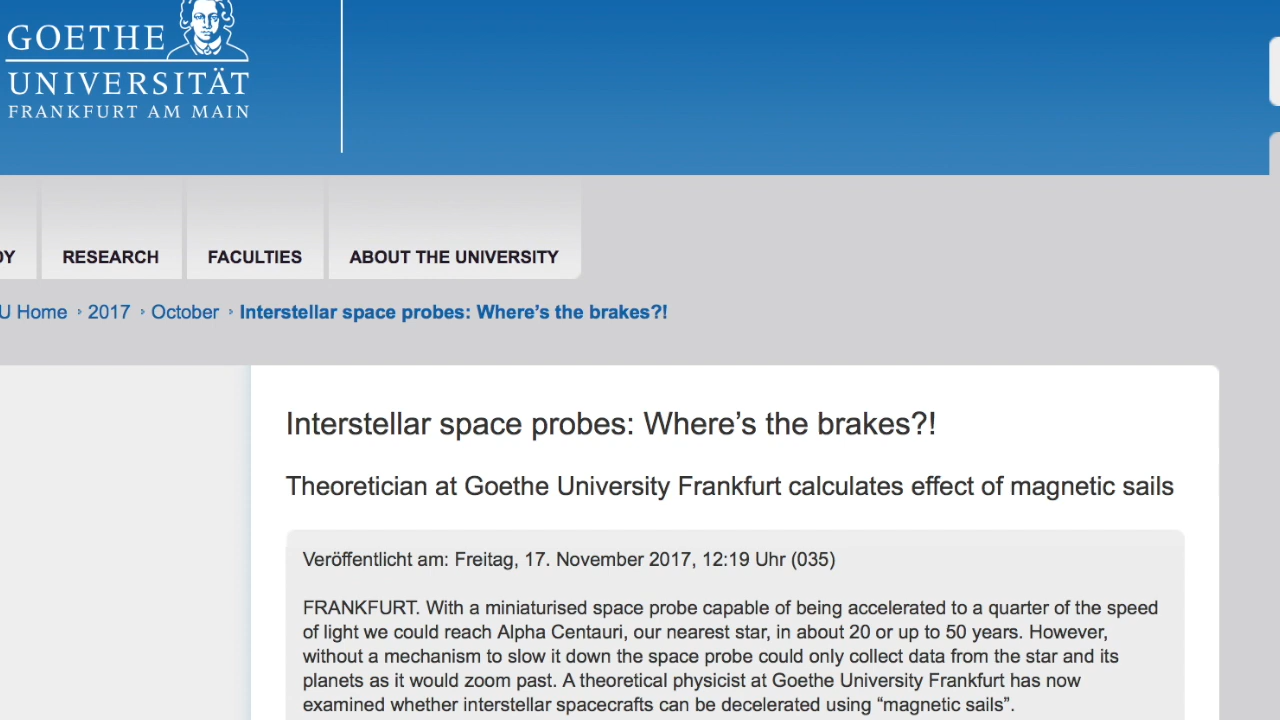 GOETHE
UNIVERSITÄT
FRANKFURT AM MAIN
RESEARCH
FACULTIES
ABOUT THE UNIVERSITY
Home
2017
October
Interstellar space probes: Where’s the brakes?!
Interstellar space probes: Where’s the brakes?!
Theoretician at Goethe University Frankfurt calculates effect of magnetic sails
Veröffentlicht am: Freitag, 17. November 2017, 12:19 Uhr (035)
FRANKFURT. With a miniaturised space probe capable of being accelerated to a quarter of the speed
of light we could reach Alpha Centauri, our nearest star, in about 20 or up to 50 years. However,
without a mechanism to slow it down the space probe could only collect data from the star and its
planets as it would zoom past. A theoretical physicist at Goethe University Frankfurt has now
examined whether interstellar spacecrafts can be decelerated using “magnetic sails”.